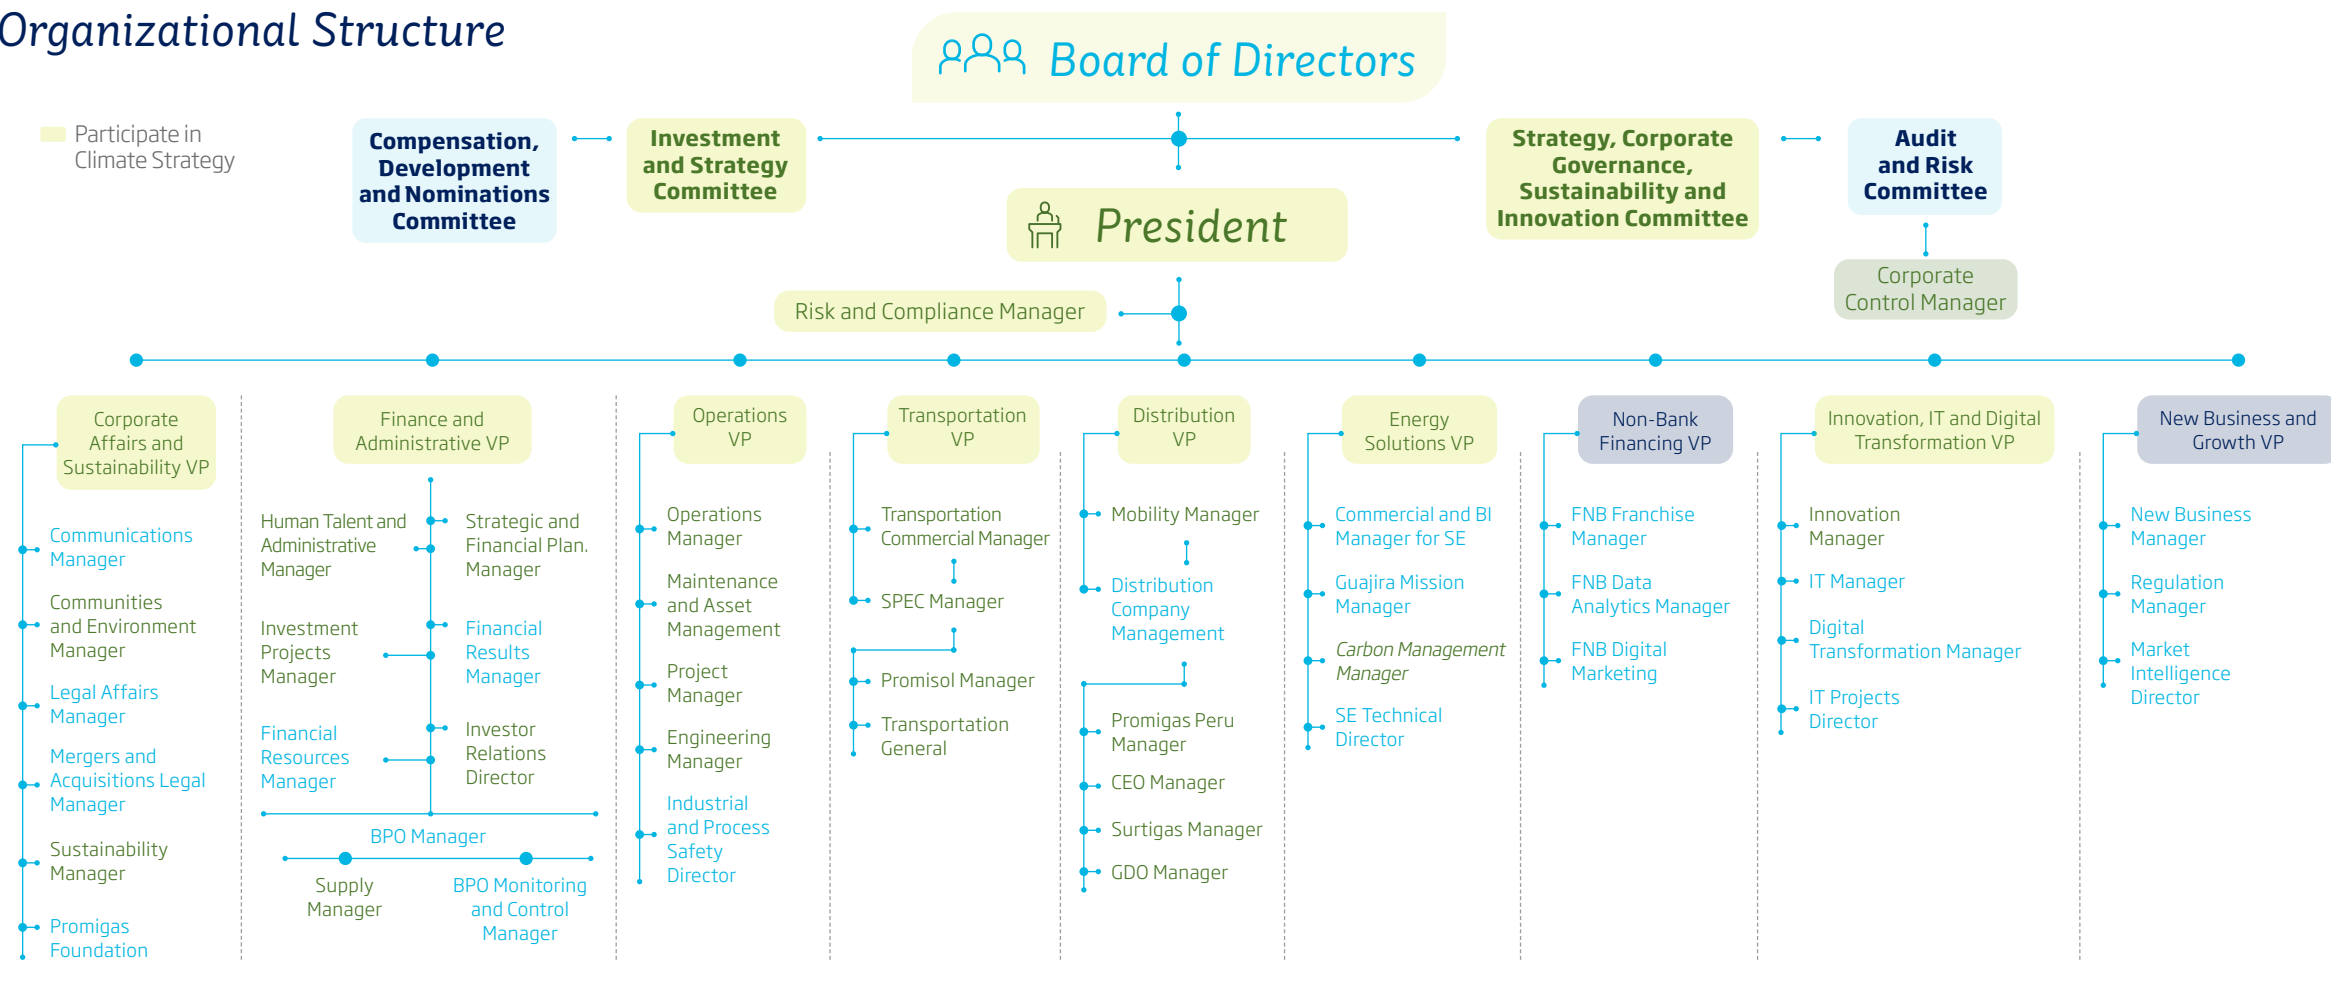 Organizational Structure
Participate in
Climate Strategy
Board of Directors
Compensation,
Development
and Nominations
Committee
Investment
and Strategy
Committee
Strategy, Corporate
Governance,
Sustainability and
Innovation Committee
Audit
and Risk
Committee
President
Corporate
Control Manager
Risk and Compliance Manager
Corporate
Affairs and
Sustainability VP
Communications
Manager
Communities
and Environment
Manager
Legal Affairs
Manager
Mergers and
Acquisitions Legal
Manager
Sustainability
Manager
Promigas
Foundation
Finance and
Administrative VP
Human Talent and
Administrative
Manager
Strategic and
Financial Plan.
Manager
Investment
Projects
Manager
Financial
Results
Manager
Financial
Resources
Manager
Investor
Relations
Director
BPO Manager
Supply
Manager
BPO Monitoring
and Control
Manager
Operations
VP
Operations
Manager
Maintenance
and Asset
Management
Project
Manager
Engineering
Manager
Industrial
and Process
Safety
Director
Transportation
VP
Transportation
Commercial Manager
SPEC Manager
Promisol Manager
Transportation
General
Distribution
VP
Mobility Manager
Distribution
Company
Management
Promigas Peru
Manager
CEO Manager
Surtigas Manager
GDO Manager
Energy
Solutions VP
Commercial and BI
Manager for SE
Guajira Mission
Manager
Carbon Management
Manager
SE Technical
Director
Non-Bank
Financing VP
FNB Franchise
Manager
FNB Data
Analytics Manager
FNB Digital
Marketing
Innovation, IT and Digital
Transformation VP
Innovation
Manager
IT Manager
Digital
Transformation Manager
IT Projects
Director
New Business and
Growth VP
New Business
Manager
Regulation
Manager
Market
Intelligence
Director